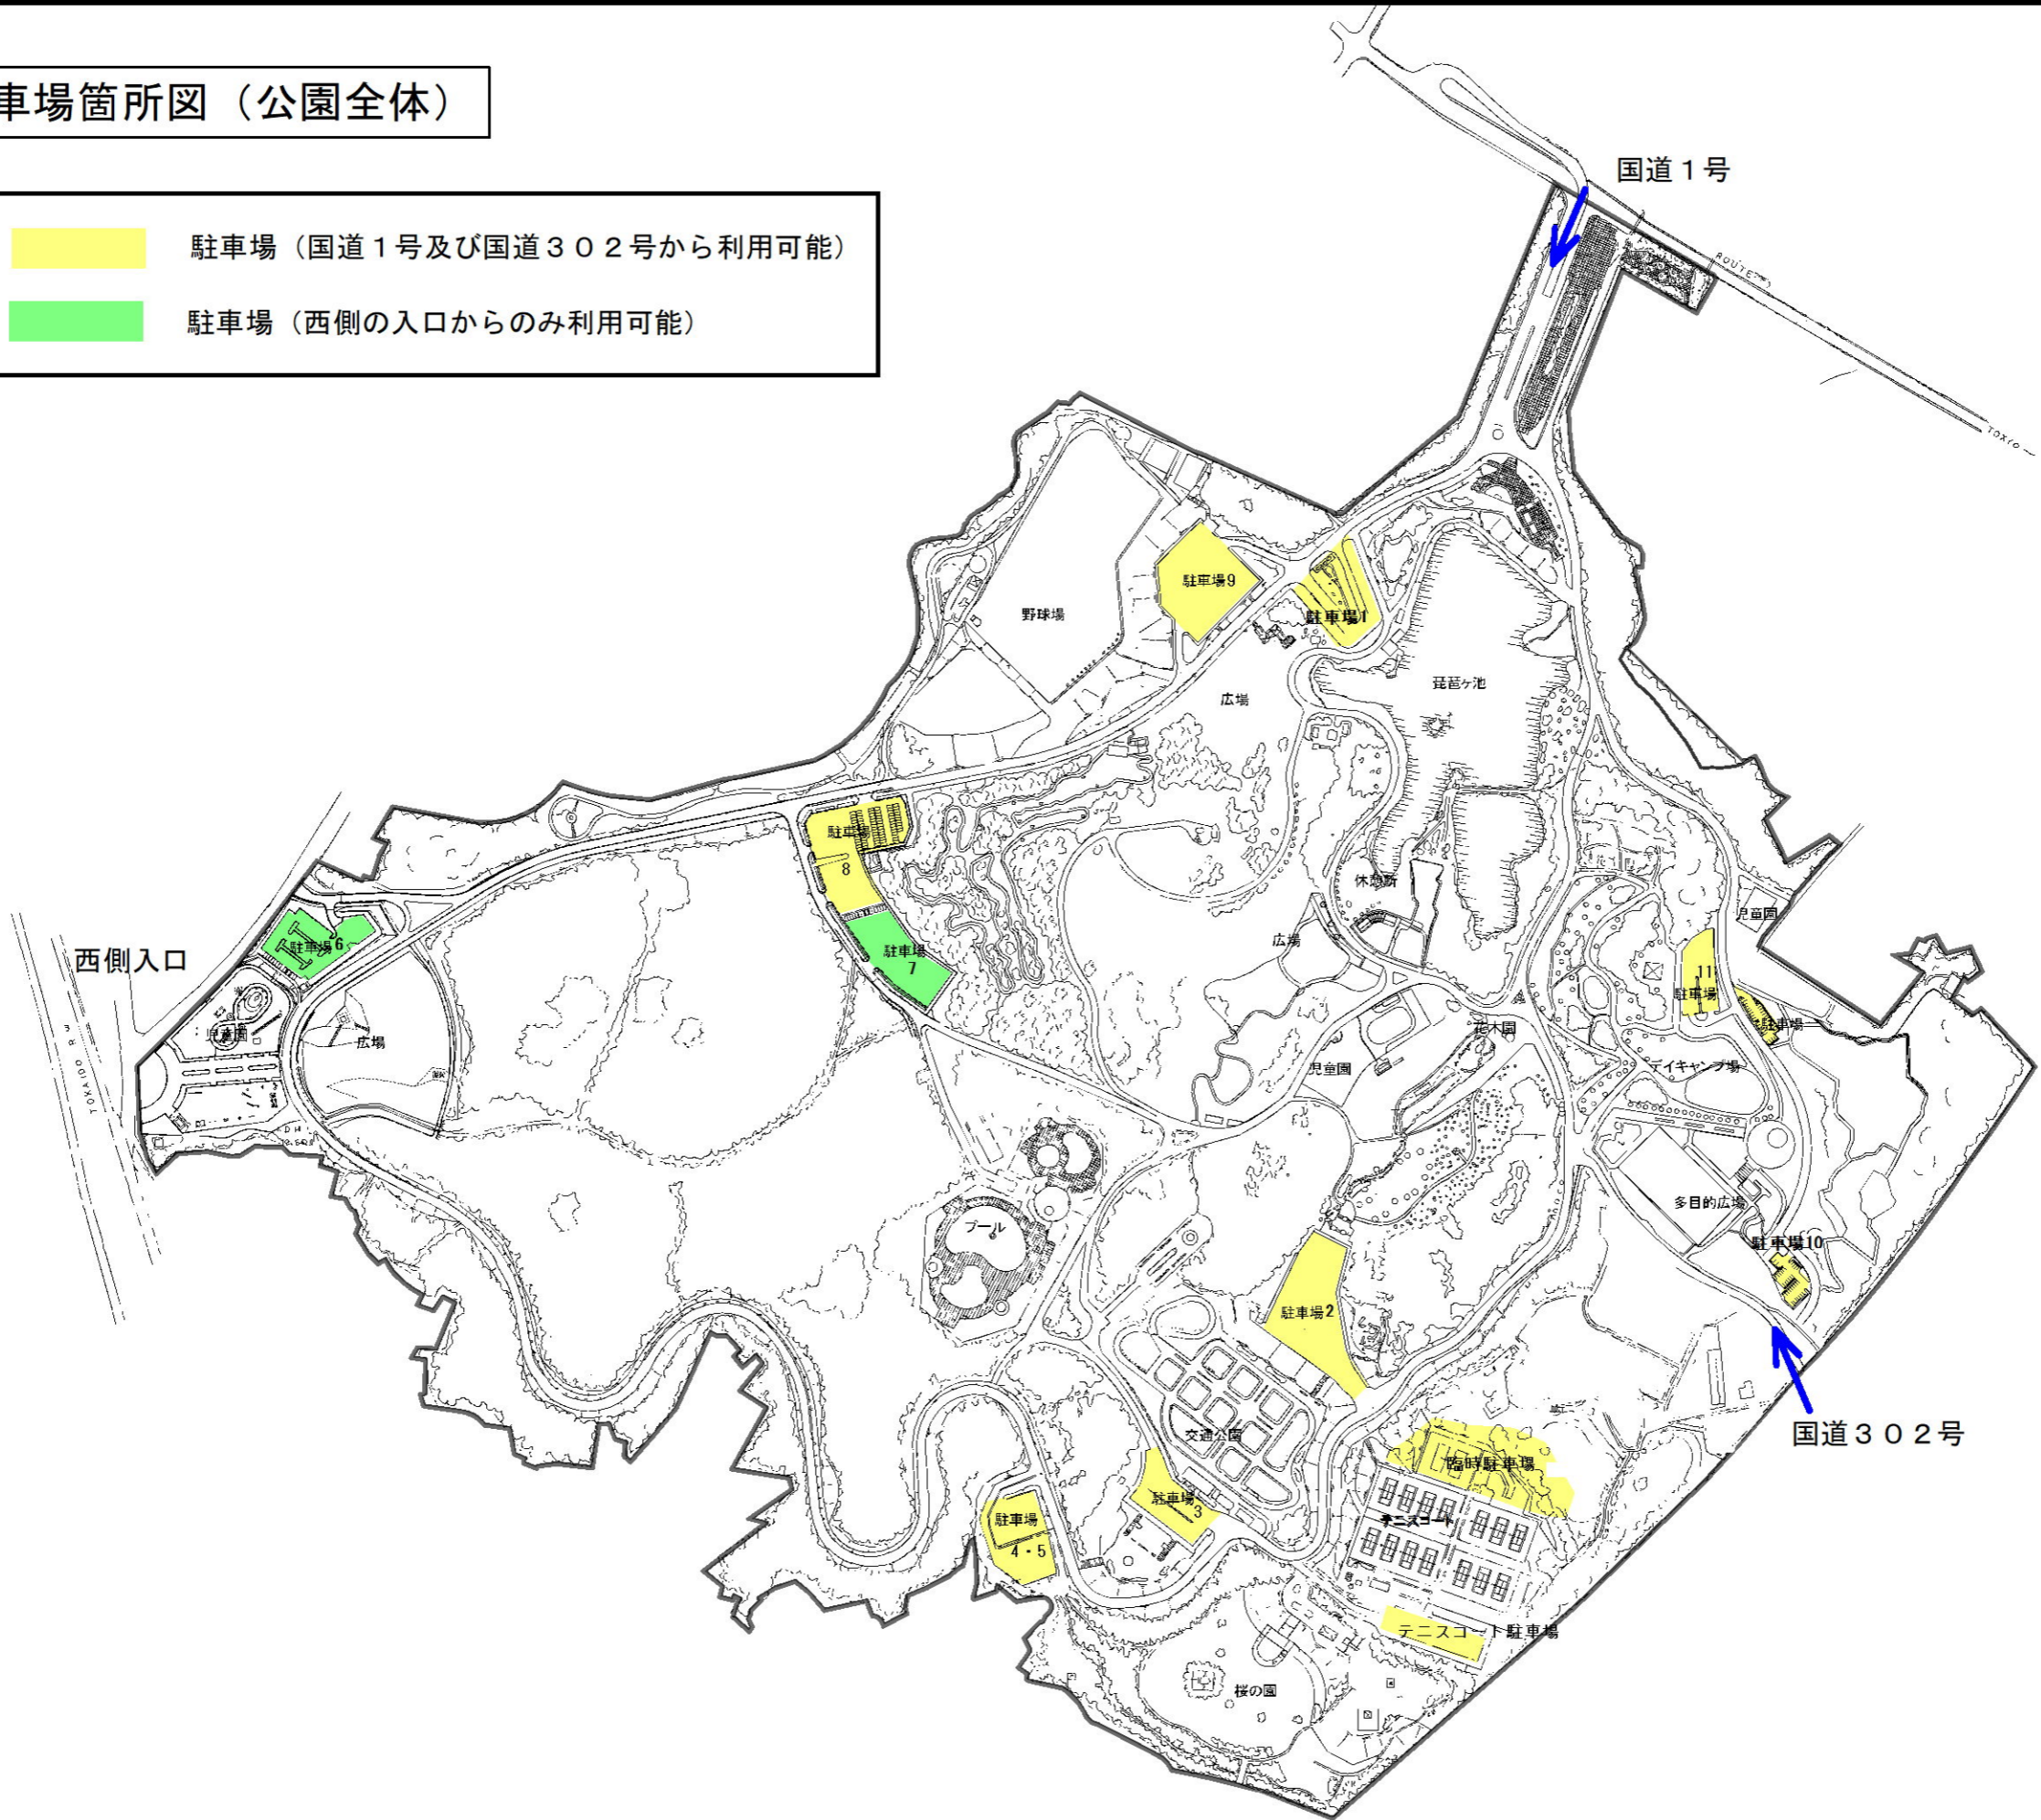 車場箇所図（公園全体）
国道１号
駐車場（国道１号及び国道３０２号から利用可能）
駐車場（西側の入口からのみ利用可能）
ROUTE
TOKYO
駐車場9
駐車場1
野球場
琵琶ヶ池
広場
駐車場
8
休憩所
児童園
駐車場6
駐車場
7
広場
西側入口
11
駐車場
駐車場
児童園
広場
花木園
デイキャンプ場
児童園
TOKAIDO
多目的広場
プール
駐車場10
駐車場2
国道３０２号
交通公園
臨時駐車場
駐車場
3
駐車場
4・5
テニスコート
テニスコート駐車場
桜の園